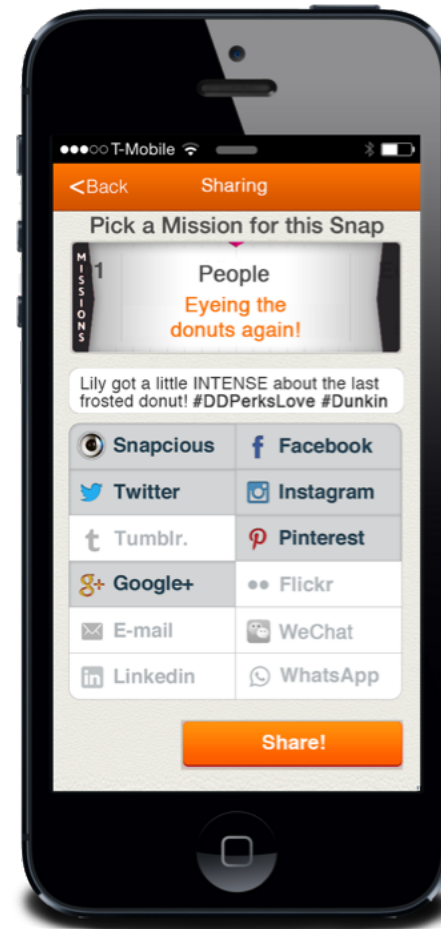 T-Mobile
<Back Sharing
Pick a Mission for this Snap
MISSIONS
1 People
Eyeing the
donuts again!
Lily got a little INTENSE about the last
frosted donut! #DDPerksLove #Dunkin
Snapcious Facebook
Twitter Instagram
Tumblr. Pinterest
Google+ Flickr
E-mail WeChat
Linkedin WhatsApp
Share!